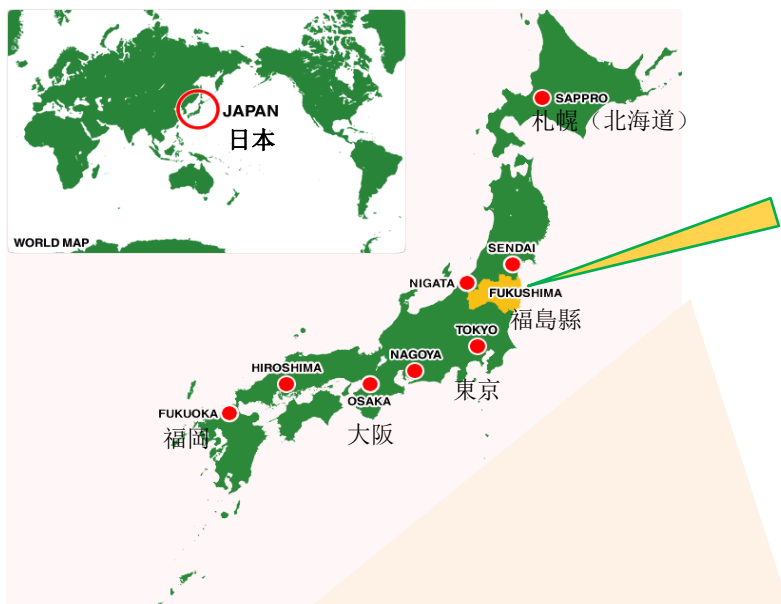 JAPAN
日本
WORLD MAP
SAPPRO
札幌（北海道）
SENDAI
NIGATA
FUKUSHIMA
福島縣
TOKYO
東京
NAGOYA
HIROSHIMA
OSAKA
大阪
FUKUOKA
福岡